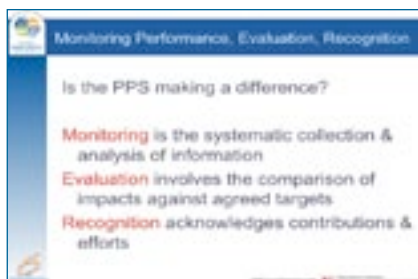 Monitoring Performance, Evaluation, Recognition
Is the PPS making a difference?
Monitoring is the systematic collection &
analysis of information
Evaluation involves the comparison of
impacts against agreed targets
Recognition acknowledges contributions &
efforts